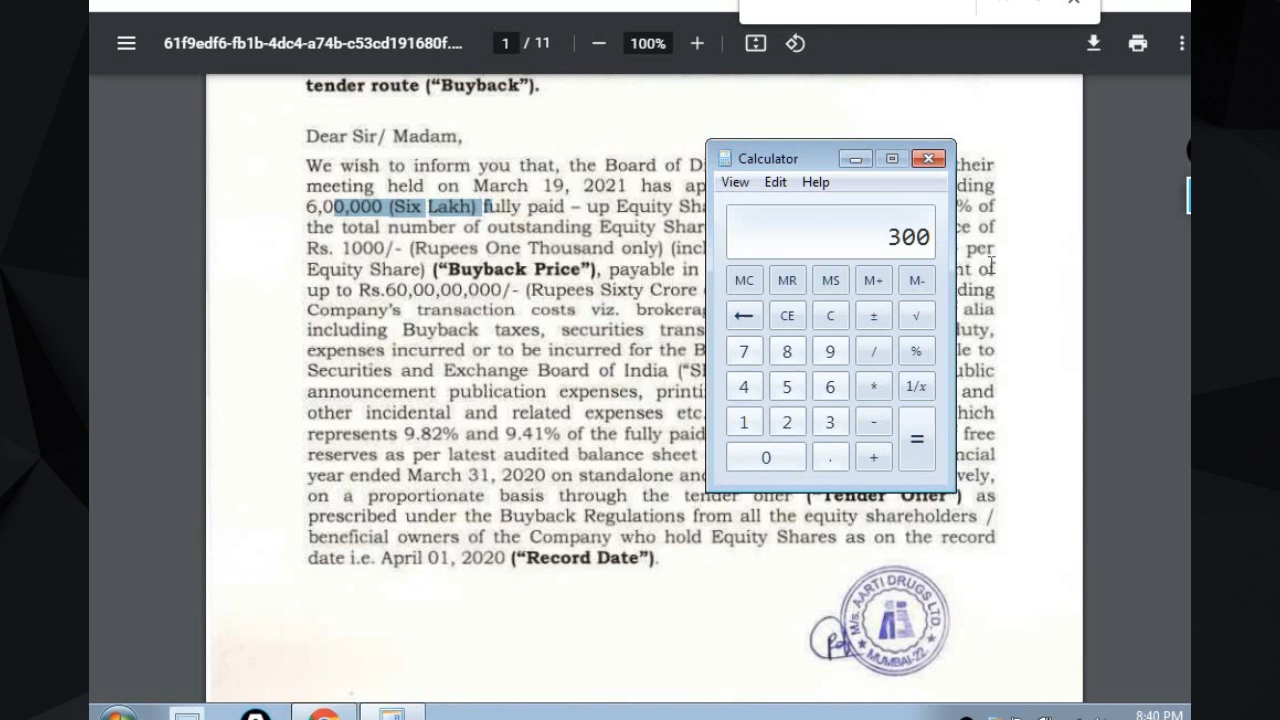 61f9edf6-fb1b-4dc4-a74b-c53cd191680f.... 1 / 11 100%
tender route (“Buyback”).
Dear Sir/ Madam,
We wish to inform you that, the Board of D their
meeting held on March 19, 2021 has ap ding
6,00,000 (Six Lakh) fully paid – up Equity Sha % of
the total number of outstanding Equity Shar ce of
Rs. 1000/- (Rupees One Thousand only) (incl per
Equity Share) (“Buyback Price”), payable in nt of
up to Rs.60,00,00,000/- (Rupees Sixty Crore ding
Company's transaction costs viz. brokerag alia
including Buyback taxes, securities trans duty,
expenses incurred or to be incurred for the B le to
Securities and Exchange Board of India (“SE ublic
announcement publication expenses, printi and
other incidental and related expenses etc. hich
represents 9.82% and 9.41% of the fully paid free
reserves as per latest audited balance sheet ncial
year ended March 31, 2020 on standalone and vely,
on a proportionate basis through the tender offer (“Tender Offer”) as
prescribed under the Buyback Regulations from all the equity shareholders /
beneficial owners of the Company who hold Equity Shares as on the record
date i.e. April 01, 2020 (“Record Date”).
Calculator
View Edit Help
300
MC MR MS M+ M-
← CE C ± √
7 8 9 / %
4 5 6 * 1/x
1 2 3 - =
0 . +
M/s. AARTI DRUGS LTD.
MUMBAI-22
8:40 PM